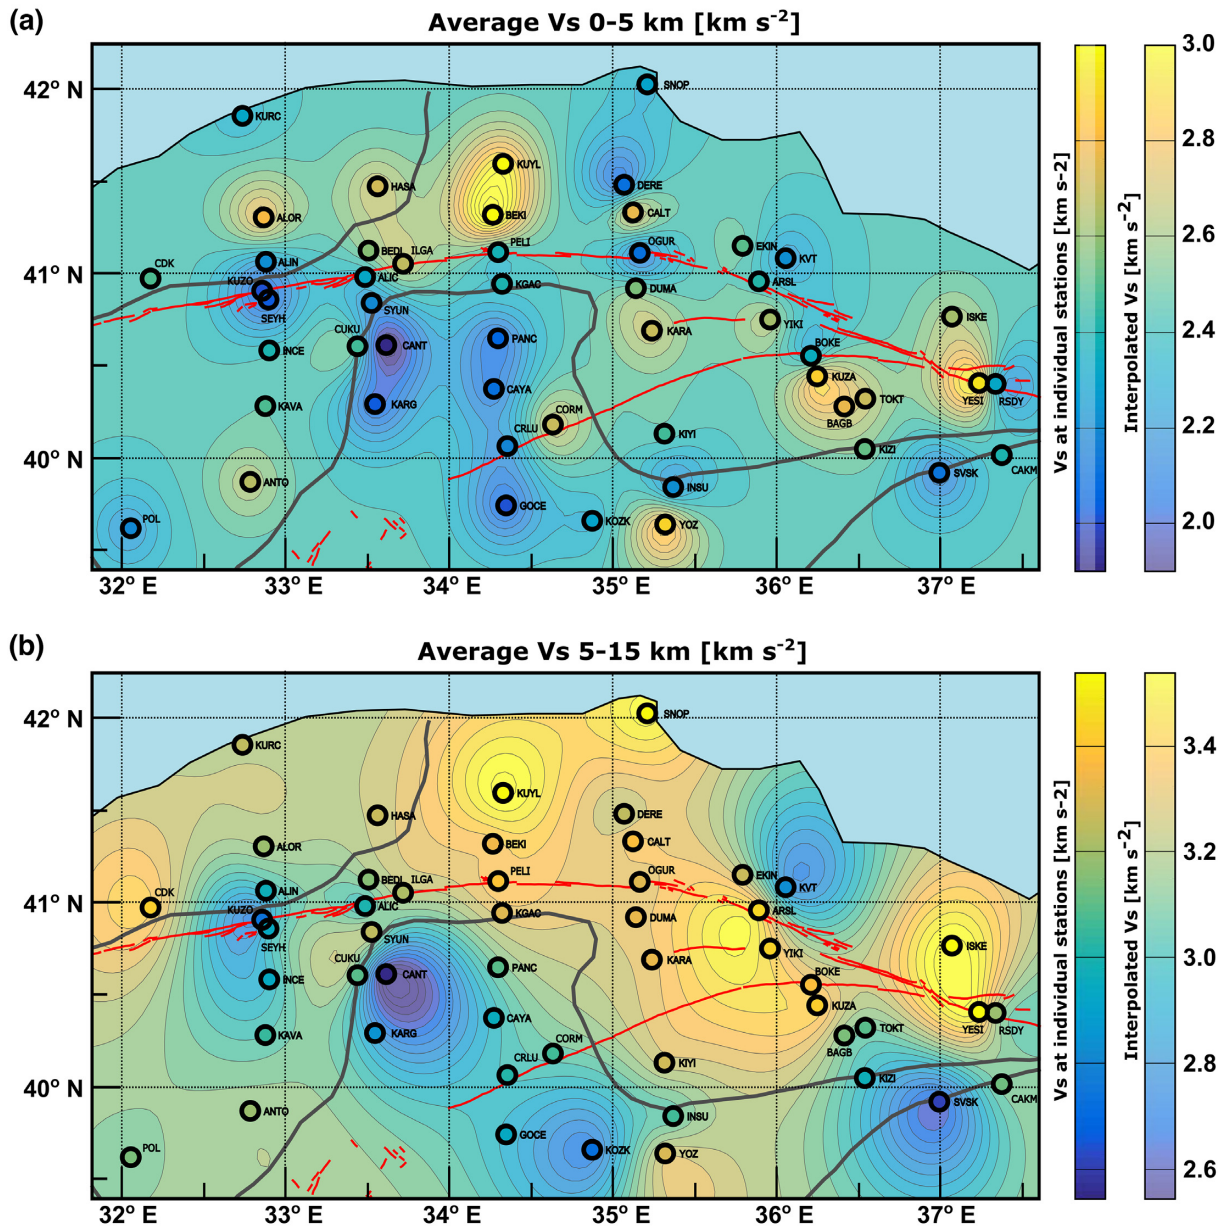 (a)
Average Vs 0-5 km [km s-2]
42° N
41° N
40° N
32° E
33° E
34° E
35° E
36° E
37° E
KURC
SNOP
HASA
KUYL
DERE
ALOR
BEKI
CALT
CDK
ALIN
BEDL
ILGA
PELI
OGUR
EKIN
KVT
KUZO
ALIC
KGAC
DUMA
ARSL
SEYH
SYUN
KARA
YIKI
ISKE
INCE
CUKU
CANT
PANC
BOKE
KUZA
KAVA
KARG
CAYA
CORM
BAGB
TOKT
YESI
RSDY
CRLU
KIYI
KIZI
ANTO
INSU
SVSK
CAKM
POL
GOCE
KOZK
YOZ
Vs at individual stations [km s-2]
Interpolated Vs [km s-2]
3.0
2.8
2.6
2.4
2.2
2.0
(b)
Average Vs 5-15 km [km s-2]
42° N
41° N
40° N
32° E
33° E
34° E
35° E
36° E
37° E
KURC
SNOP
HASA
KUYL
DERE
ALOR
BEKI
CALT
CDK
ALIN
BEDL
ILGA
PELI
OGUR
EKIN
KVT
KUZO
ALIC
KGAC
DUMA
ARSL
SEYH
SYUN
KARA
YIKI
ISKE
INCE
CUKU
CANT
PANC
BOKE
KUZA
KAVA
KARG
CAYA
CORM
BAGB
TOKT
YESI
RSDY
CRLU
KIYI
KIZI
ANTO
INSU
SVSK
CAKM
POL
GOCE
KOZK
YOZ
Vs at individual stations [km s-2]
Interpolated Vs [km s-2]
3.4
3.2
3.0
2.8
2.6